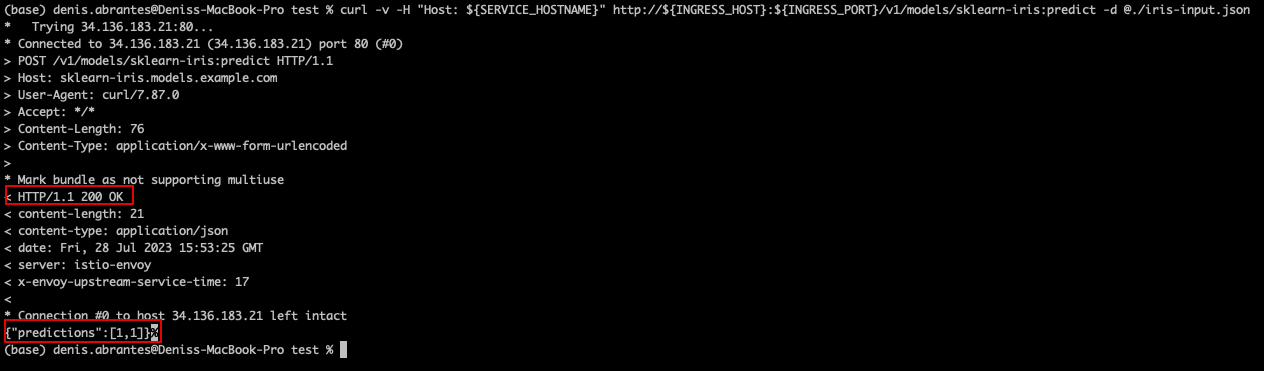 (base) denis.abrantes@Deniss-MacBook-Pro test % curl -v -H "Host: ${SERVICE_HOSTNAME}" http://${INGRESS_HOST}:${INGRESS_PORT}/v1/models/sklearn-iris:predict -d @./iris-input.json
*   Trying 34.136.183.21:80...
* Connected to 34.136.183.21 (34.136.183.21) port 80 (#0)
> POST /v1/models/sklearn-iris:predict HTTP/1.1
> Host: sklearn-iris.models.example.com
> User-Agent: curl/7.87.0
> Accept: */*
> Content-Length: 76
> Content-Type: application/x-www-form-urlencoded
>
* Mark bundle as not supporting multiuse
< HTTP/1.1 200 OK
< content-length: 21
< content-type: application/json
< date: Fri, 28 Jul 2023 15:53:25 GMT
< server: istio-envoy
< x-envoy-upstream-service-time: 17
<
* Connection #0 to host 34.136.183.21 left intact
{"predictions":[1,1]}%
(base) denis.abrantes@Deniss-MacBook-Pro test %